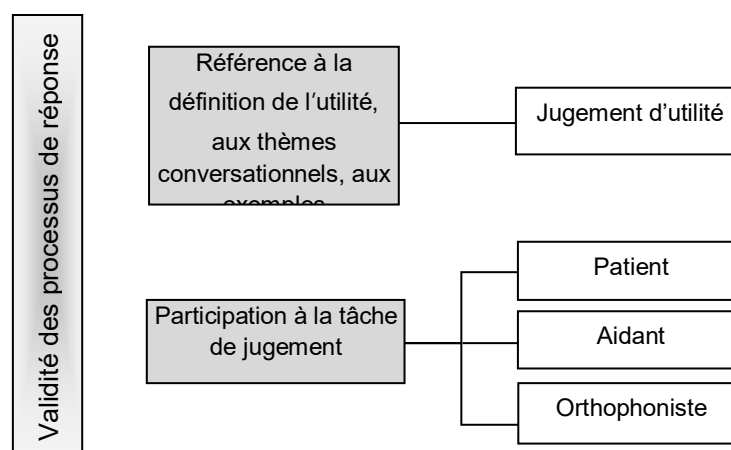 Validité des processus de réponse
Référence à la
définition de l'utilité,
aux thèmes
conversationnels, aux
exemples
Jugement d'utilité
Participation à la tâche
de jugement
Patient
Aidant
Orthophoniste